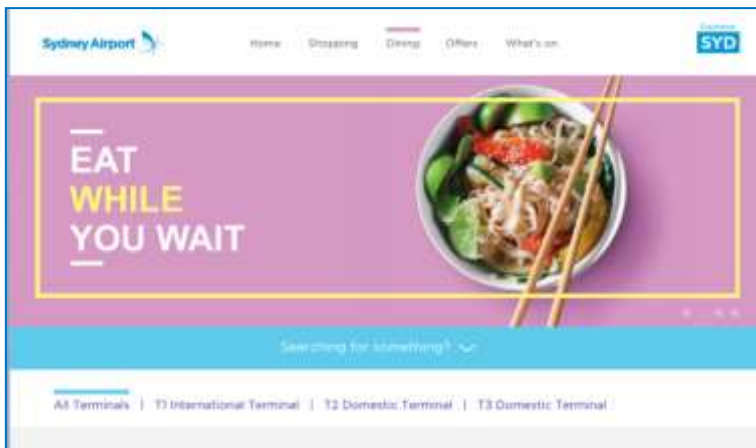 Sydney Airport
Home Shopping Dining Offers What's on
SYD
EAT
WHILE
YOU WAIT
Searching for something?
All Terminals | T1 International Terminal | T2 Domestic Terminal | T3 Domestic Terminal